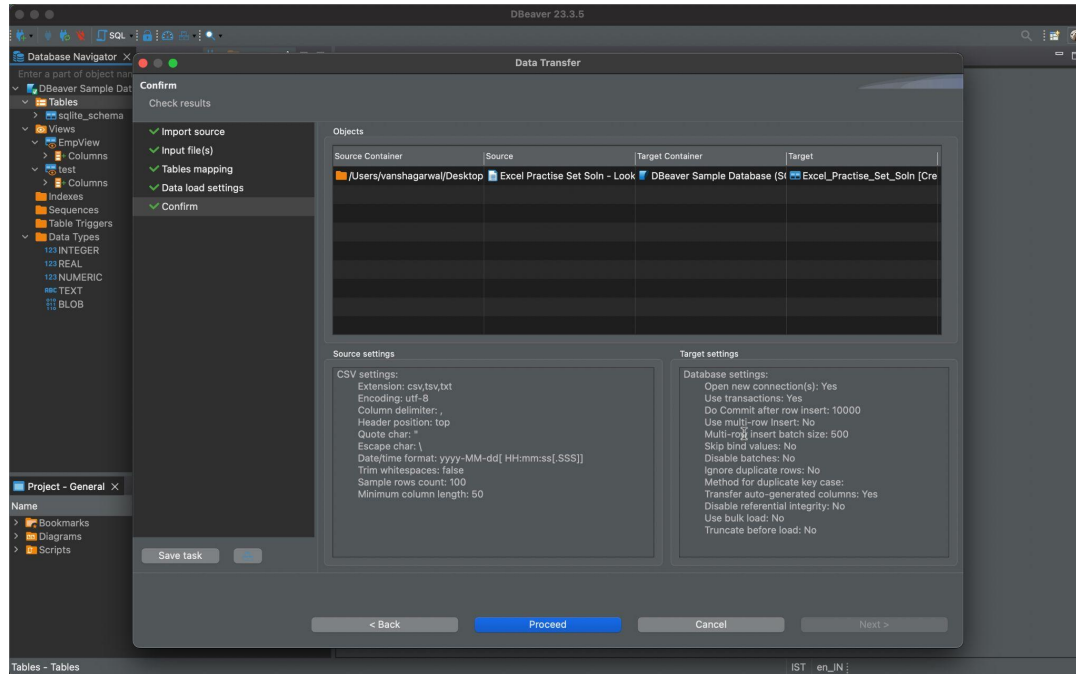 DBeaver 23.3.5
SQL
Database Navigator
Enter a part of object nam
DBeaver Sample Dat
Tables
sqlite_schema
Views
EmpView
Columns
test
Columns
Indexes
Sequences
Table Triggers
Data Types
123 INTEGER
123 REAL
123 NUMERIC
ABC TEXT
BLOB
Project - General
Name
Bookmarks
Diagrams
Scripts
Data Transfer
Confirm
Check results
Import source
Input file(s)
Tables mapping
Data load settings
Confirm
Save task
Objects
Source Container Source Target Container Target
/Users/vanshagarwal/Desktop Excel Practise Set Soln - Look DBeaver Sample Database (S Excel_Practise_Set_Soln [Cre
Source settings
CSV settings:
Extension: csv,tsv,txt
Encoding: utf-8
Column delimiter: ,
Header position: top
Quote char: "
Escape char: \
Date/time format: yyyy-MM-dd[ HH:mm:ss[.SSS]]
Trim whitespaces: false
Sample rows count: 100
Minimum column length: 50
Target settings
Database settings:
Open new connection(s): Yes
Use transactions: Yes
Do Commit after row insert: 10000
Use multi-row Insert: No
Multi-row insert batch size: 500
Skip bind values: No
Disable batches: No
Ignore duplicate rows: No
Method for duplicate key case:
Transfer auto-generated columns: Yes
Disable referential integrity: No
Use bulk load: No
Truncate before load: No
< Back Proceed Cancel Next >
Tables - Tables IST en_IN